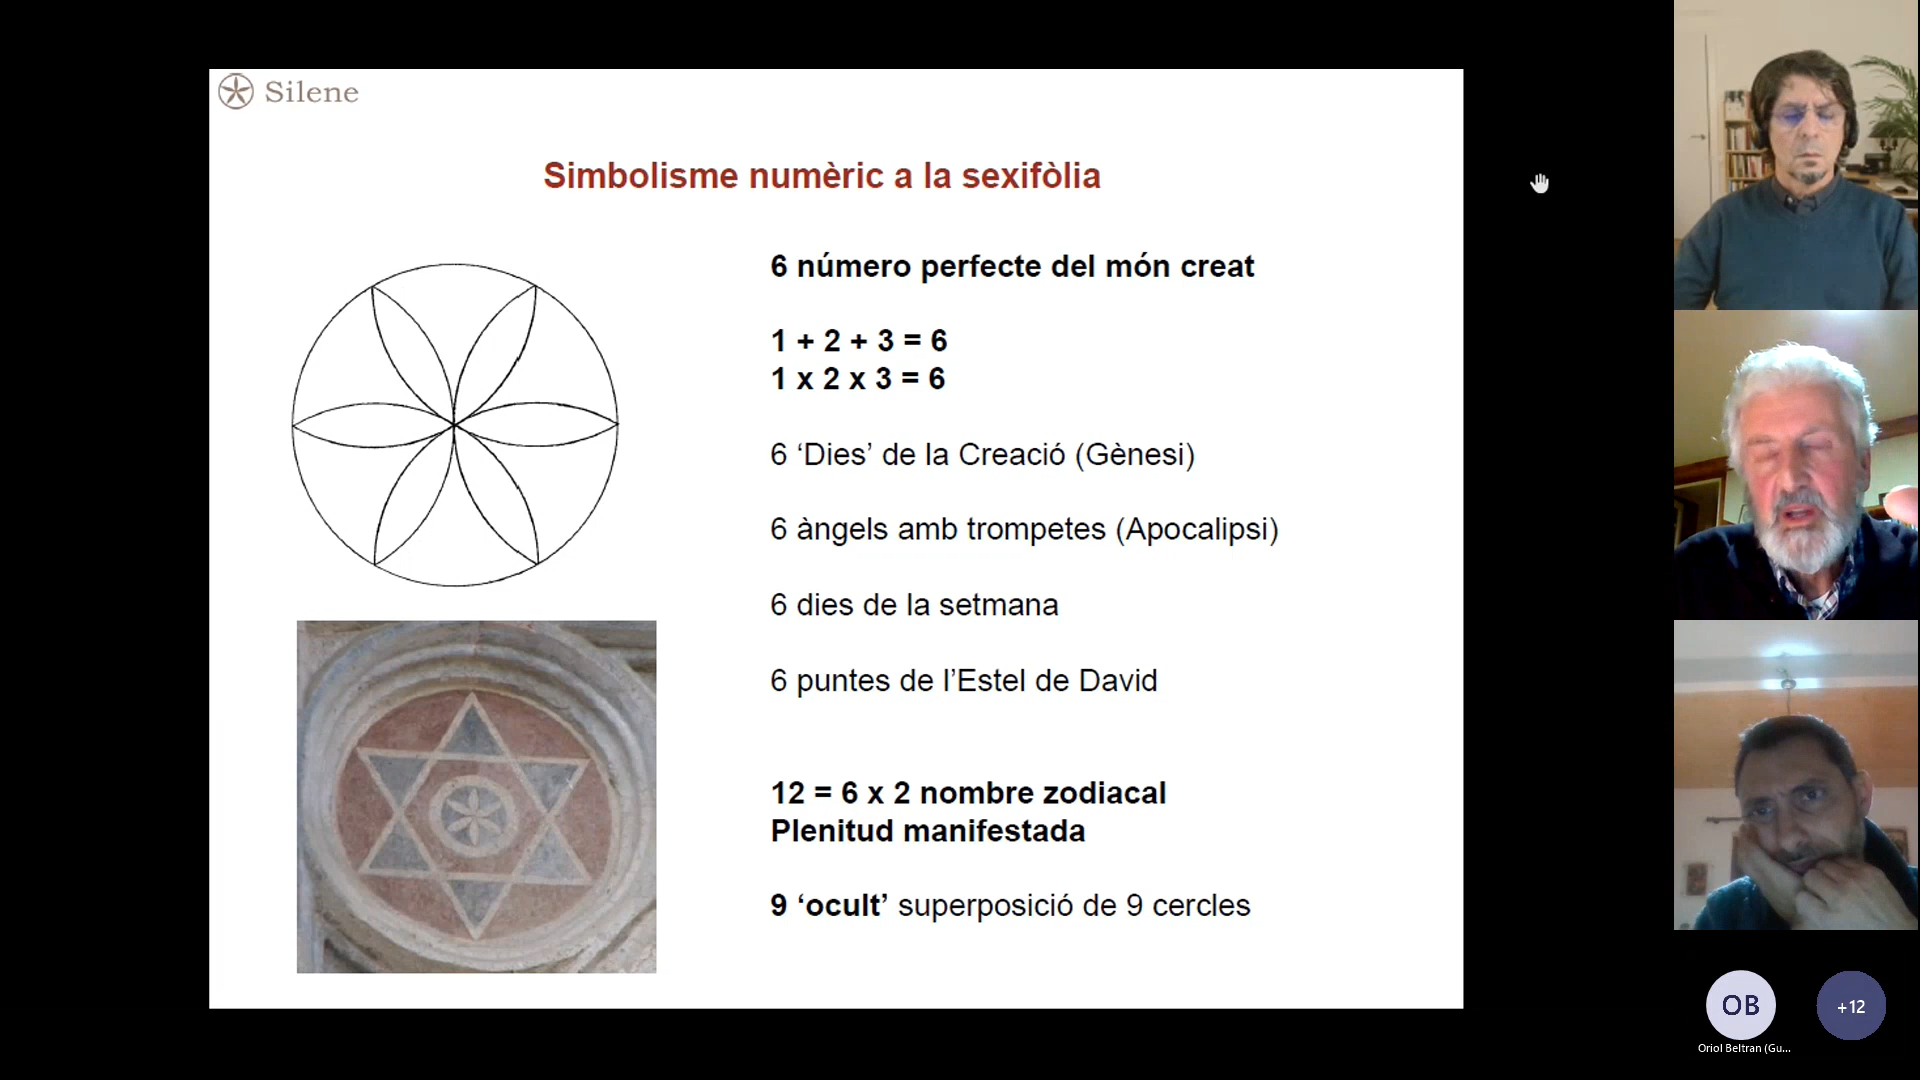 Silene
Simbolisme numèric a la sexifòlia
6 número perfecte del món creat
1 + 2 + 3 = 6
1 x 2 x 3 = 6
6 ‘Dies’ de la Creació (Gènesi)
6 àngels amb trompetes (Apocalipsi)
6 dies de la setmana
6 puntes de l’Estel de David
12 = 6 x 2 nombre zodiacal
Plenitud manifestada
9 ‘ocult’ superposició de 9 cercles
OB
+12
Oriol Beltran (Gu...